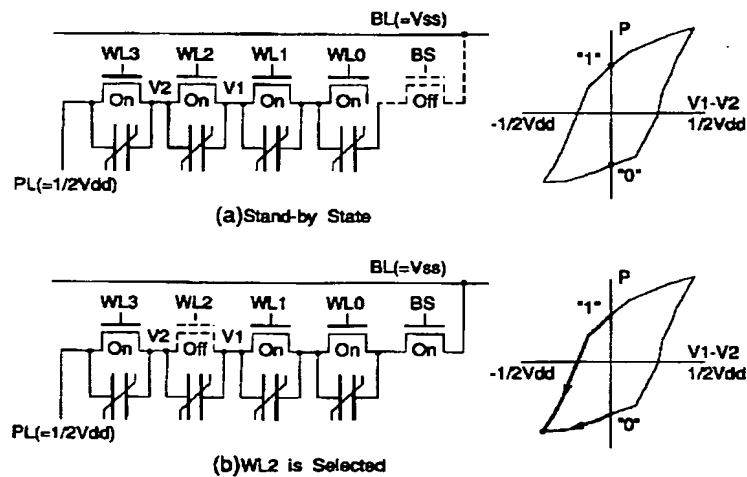 BL(=Vss)
WL3 WL2 WL1 WL0 BS
V2 V1
On On On On Off
PL(=1/2Vdd)
P
"1"
V1-V2
-1/2Vdd 1/2Vdd
"0"
(a)Stand-by State
BL(=Vss)
WL3 WL2 WL1 WL0 BS
V2 V1
On Off On On On
PL(=1/2Vdd)
P
"1"
V1-V2
-1/2Vdd 1/2Vdd
"0"
(b)WL2 is Selected